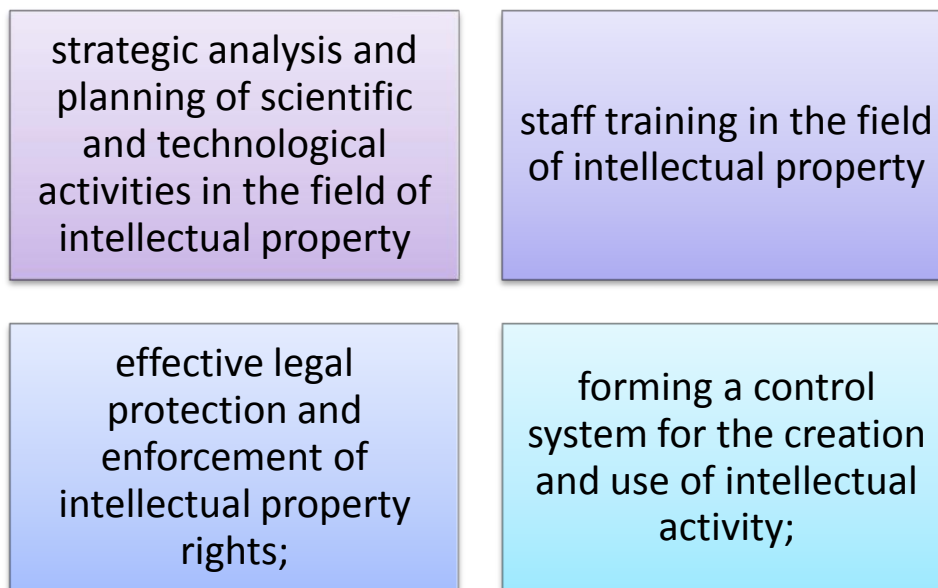 strategic analysis and
planning of scientific
and technological
activities in the field of
intellectual property
staff training in the field
of intellectual property
effective legal
protection and
enforcement of
intellectual property
rights;
forming a control
system for the creation
and use of intellectual
activity;